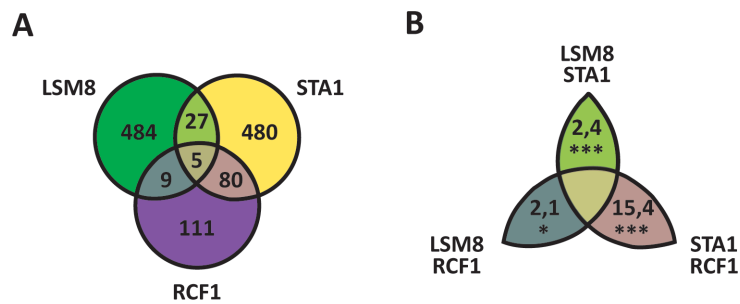 A
LSM8
STA1
484
27
480
5
9
80
111
RCF1
B
LSM8
STA1
2,4
***
2,1
*
15,4
***
LSM8
RCF1
STA1
RCF1